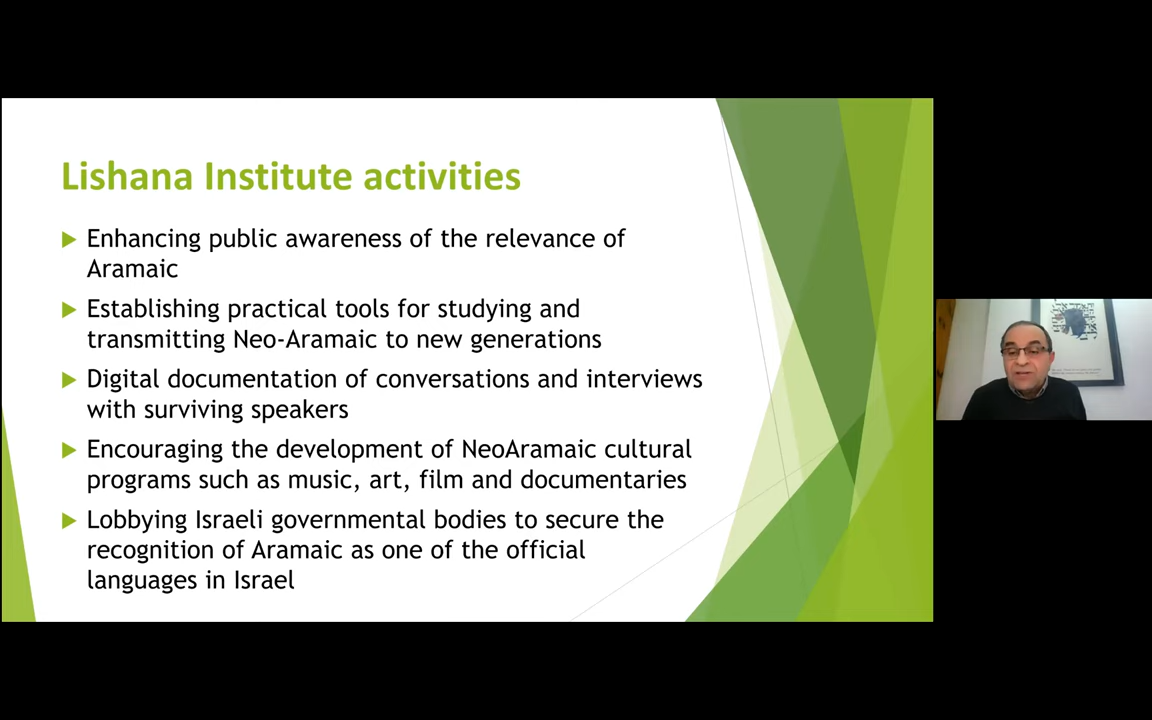 Lishana Institute activities
Enhancing public awareness of the relevance of
Aramaic
Establishing practical tools for studying and
transmitting Neo-Aramaic to new generations
Digital documentation of conversations and interviews
with surviving speakers
Encouraging the development of NeoAramaic cultural
programs such as music, art, film and documentaries
Lobbying Israeli governmental bodies to secure the
recognition of Aramaic as one of the official
languages in Israel